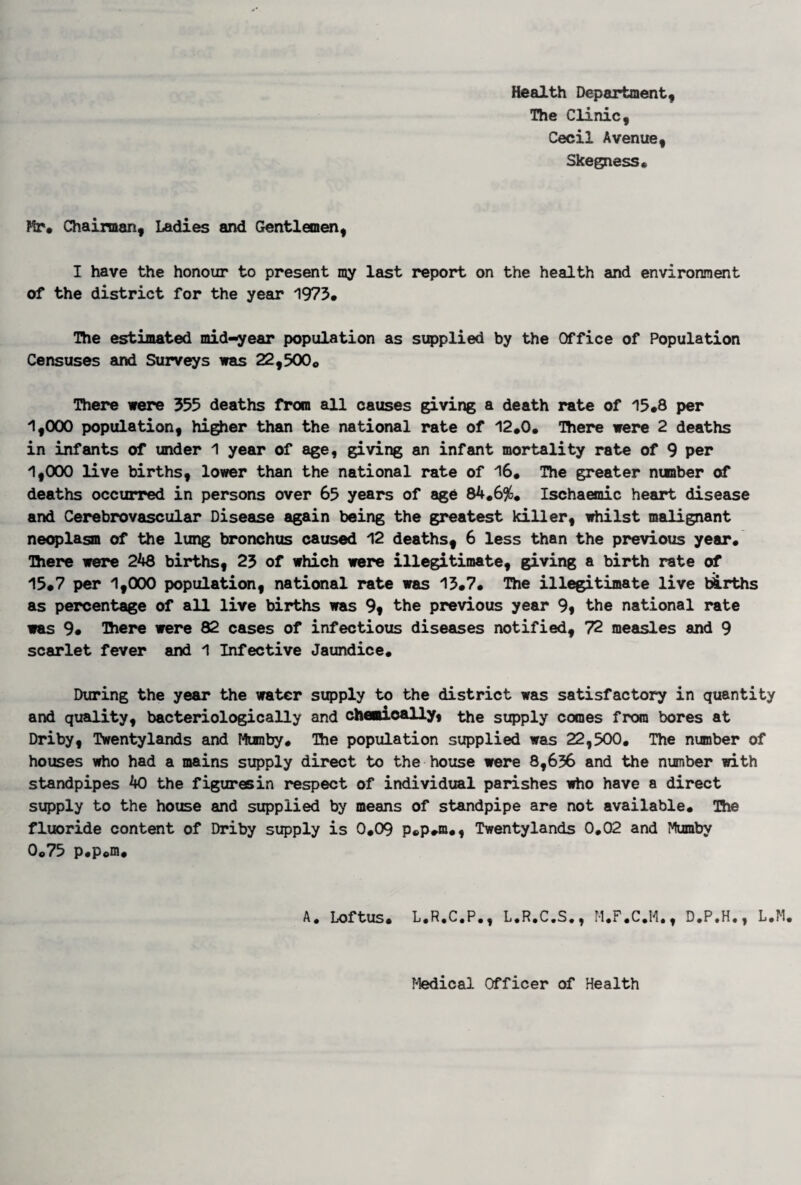 Health Department,
The Clinic,
Cecil Avenue,
Skegness.
Mr. Chairman, Ladies and Gentlemen,
I have the honour to present my last report on the health and environment
of the district for the year 1973.
The estimated mid-year population as supplied by the Office of Population
Censuses and Surveys was 22,500.
There were 355 deaths from all causes giving a death rate of 15.8 per
1,000 population, higher than the national rate of 12.0. There were 2 deaths
in infants of under 1 year of age, giving an infant mortality rate of 9 per
1,000 live births, lower than the national rate of 16. The greater number of
deaths occurred in persons over 65 years of age 84.6%. Ischaemic heart disease
and Cerebrovascular Disease again being the greatest killer, whilst malignant
neoplasm of the lung bronchus caused 12 deaths, 6 less than the previous year.
There were 248 births, 23 of which were illegitimate, giving a birth rate of
15.7 per 1,000 population, national rate was 13.7. The illegitimate live births
as percentage of all live births was 9, the previous year 9, the national rate
was 9. There were 82 cases of infectious diseases notified, 72 measles and 9
scarlet fever and 1 Infective Jaundice.
During the year the water supply to the district was satisfactory in quantity
and quality, bacteriologically and chemically, the supply comes from bores at
Driby, Twentylands and Mumby. The population supplied was 22,500. The number of
houses who had a mains supply direct to the house were 8,636 and the number with
standpipes 40 the figures in respect of individual parishes who have a direct
supply to the house and supplied by means of standpipe are not available. The
fluoride content of Driby supply is 0.09 p.p.m., Twentylands 0.02 and Mumby
0.75 p.p.m.
A. Loftus. L.R.C.P., L.R.C.S., M.F.C.M., D.P.H., L.M.
Medical Officer of Health